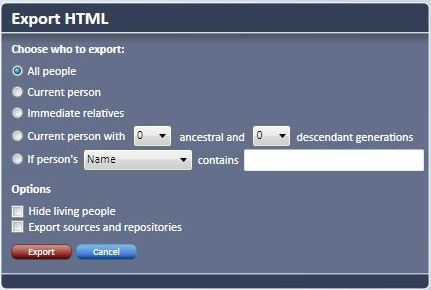 Export HTML
Choose who to export:
All people
Current person
Immediate relatives
Current person with 0 ancestral and 0 descendant generations
If person's Name contains
Options
Hide living people
Export sources and repositories
Export Cancel